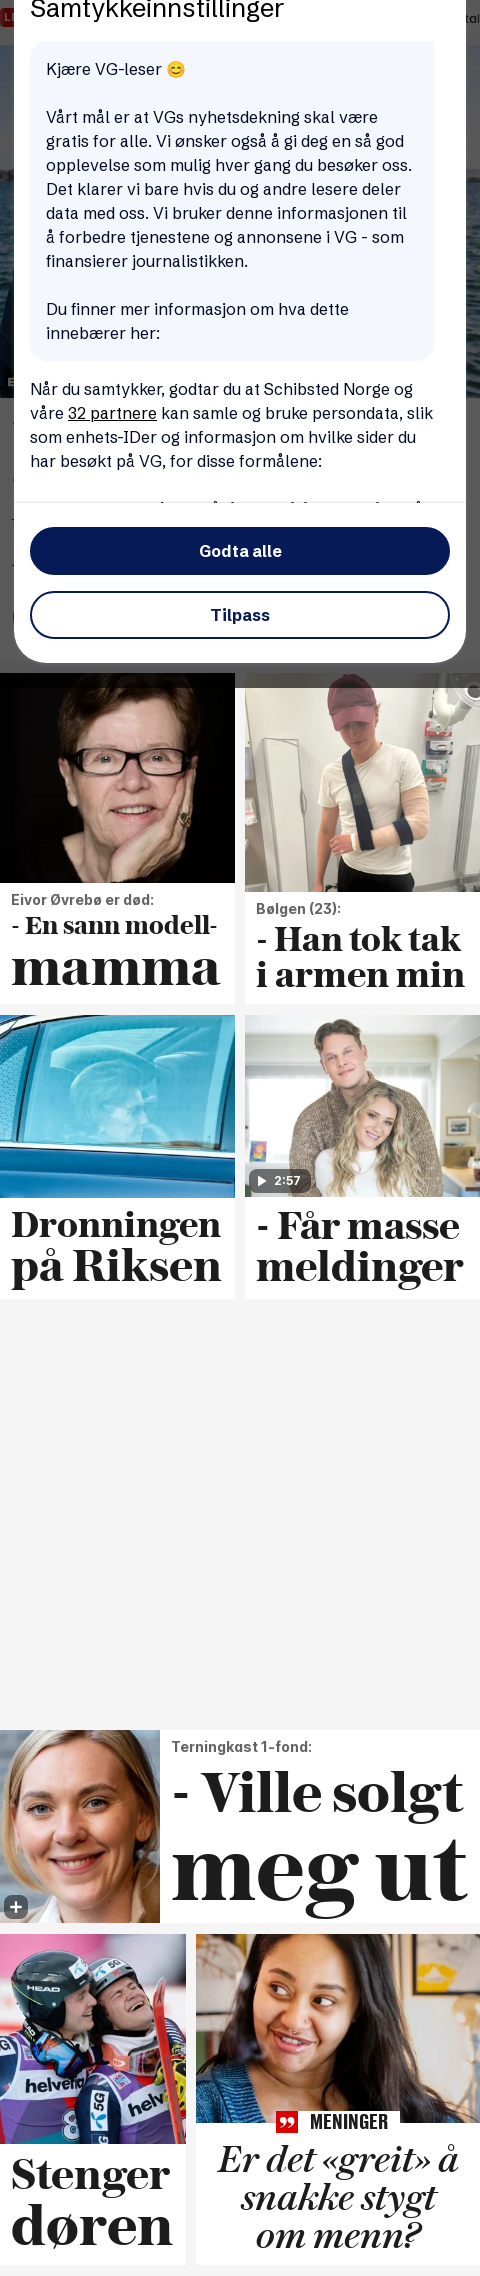 Samtykkeinnstillinger
Kjære VG-leser 😊
Vårt mål er at VGs nyhetsdekning skal være
gratis for alle. Vi ønsker også å gi deg en så god
opplevelse som mulig hver gang du besøker oss.
Det klarer vi bare hvis du og andre lesere deler
data med oss. Vi bruker denne informasjonen til
å forbedre tjenestene og annonsene i VG - som
finansierer journalistikken.
Du finner mer informasjon om hva dette
innebærer her:
Når du samtykker, godtar du at Schibsted Norge og
våre 32 partnere kan samle og bruke persondata, slik
som enhets-IDer og informasjon om hvilke sider du
har besøkt på VG, for disse formålene:
Godta alle
Tilpass
Eivor Øvrebø er død:
- En sann modell-
mamma
Bølgen (23):
- Han tok tak
i armen min
Dronningen
på Riksen
2:57
- Får masse
meldinger
Terningkast 1-fond:
- Ville solgt
meg ut
HEAD
5G
5G
Stenger
døren
MENINGER
Er det «greit» å
snakke stygt
om menn?